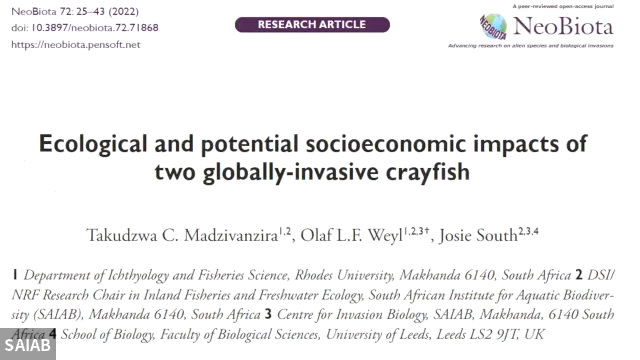 NeoBiota 72: 25–43 (2022)
doi: 10.3897/neobiota.72.71868
https://neobiota.pensoft.net
RESEARCH ARTICLE
A peer-reviewed open-access journal
NEOBIOTA
NeoBiota
Advancing research on alien species and biological invasions
Ecological and potential socioeconomic impacts of
two globally-invasive crayfish
Takudzwa C. Madzivanzira1,2, Olaf L.F. Weyl1,2,3†, Josie South2,3,4
1 Department of Ichthyology and Fisheries Science, Rhodes University, Makhanda 6140, South Africa 2 DSI/
NRF Research Chair in Inland Fisheries and Freshwater Ecology, South African Institute for Aquatic Biodiver-
sity (SAIAB), Makhanda 6140, South Africa 3 Centre for Invasion Biology, SAIAB, Makhanda, 6140 South
Africa 4 School of Biology, Faculty of Biological Sciences, University of Leeds, Leeds LS2 9JT, UK
SAIAB